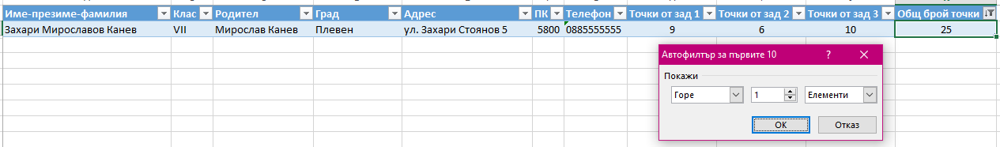 Име-презиме-фамилия Клас Родител Град Адрес ПК Телефон Точки от зад 1 Точки от зад 2 Точки от зад 3 Общ брой точки
Захари Мирославов Канев VII Мирослав Канев Плевен ул. Захари Стоянов 5 5800 0885555555 9 6 10 25
Автофилтър за първите 10 ?
Покажи
Горе 1 Елементи
ОК Отказ